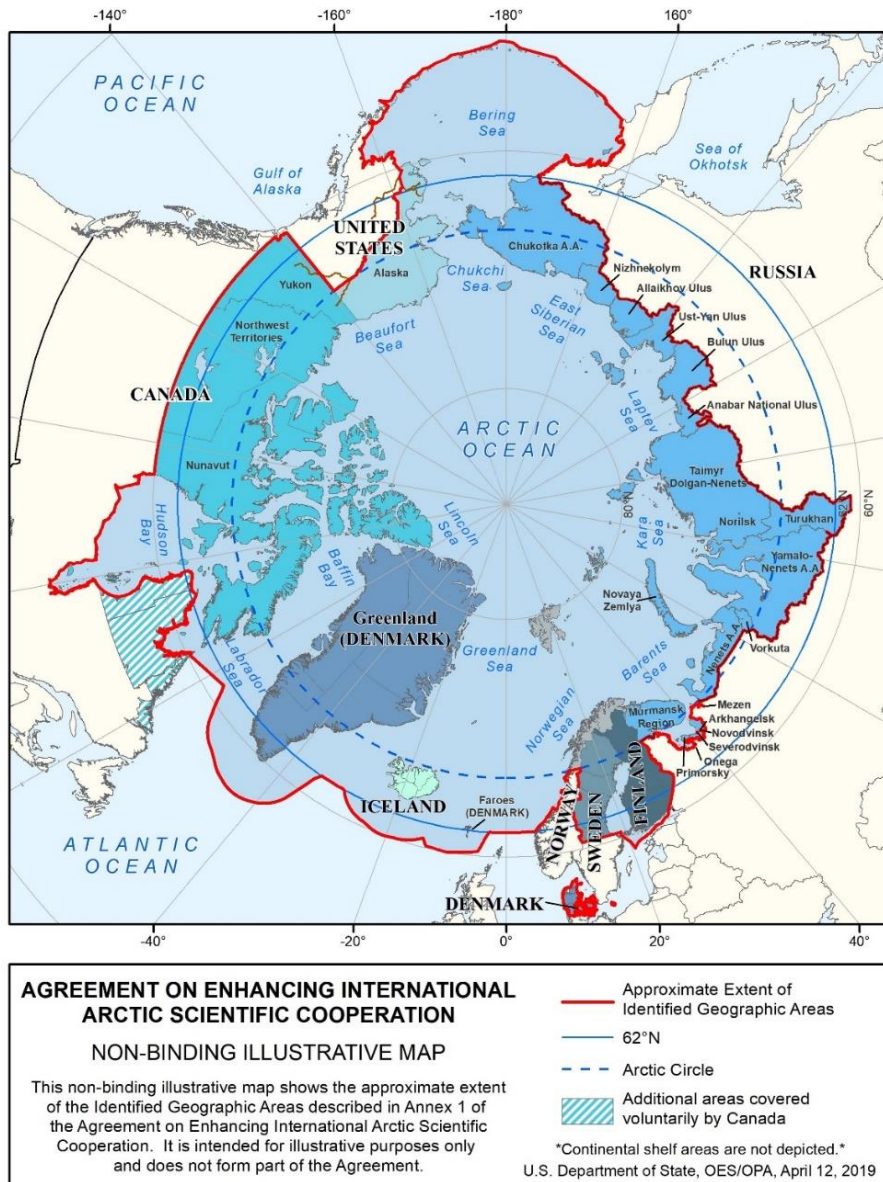 -140°
-160°
-180°
160°
PACIFIC
OCEAN
Bering
Sea
Sea of
Okhotsk
Gulf of
Alaska
UNITED
STATES
Alaska
Chukchi
Sea
Chukotka A.A.
Nizhnekolym
Allaikhov Ulus
RUSSIA
Ust-Yan Ulus
Bulun Ulus
Yukon
Northwest
Territories
Beaufort
Sea
East
Siberian
Sea
CANADA
Anabar National Ulus
Laptev
Sea
ARCTIC
OCEAN
Nunavut
Taimyr
Dolgan-Nenets
80°N
62°N
60°N
Hudson
Bay
Lincoln
Sea
Kara
Sea
Norilsk
Turukhan
Baffin
Bay
Yamalo-
Nenets A.A.
Novaya
Zemlya
Greenland
(DENMARK)
Greenland
Sea
Labrador
Sea
Barents
Sea
Nenets A.A.
Vorkuta
Norwegian
Sea
Murmansk
Region
Mezen
Arkhangelsk
Novodvinsk
Severodvinsk
Onega
Primorsky
ICELAND
Faroes
(DENMARK)
NORWAY
SWEDEN
FINLAND
ATLANTIC
OCEAN
DENMARK
-40°
-20°
0°
20°
40°
AGREEMENT ON ENHANCING INTERNATIONAL
ARCTIC SCIENTIFIC COOPERATION
NON-BINDING ILLUSTRATIVE MAP
This non-binding illustrative map shows the approximate extent
of the Identified Geographic Areas described in Annex 1 of
the Agreement on Enhancing International Arctic Scientific
Cooperation. It is intended for illustrative purposes only
and does not form part of the Agreement.
Approximate Extent of
Identified Geographic Areas
62°N
Arctic Circle
Additional areas covered
voluntarily by Canada
*Continental shelf areas are not depicted.*
U.S. Department of State, OES/OPA, April 12, 2019